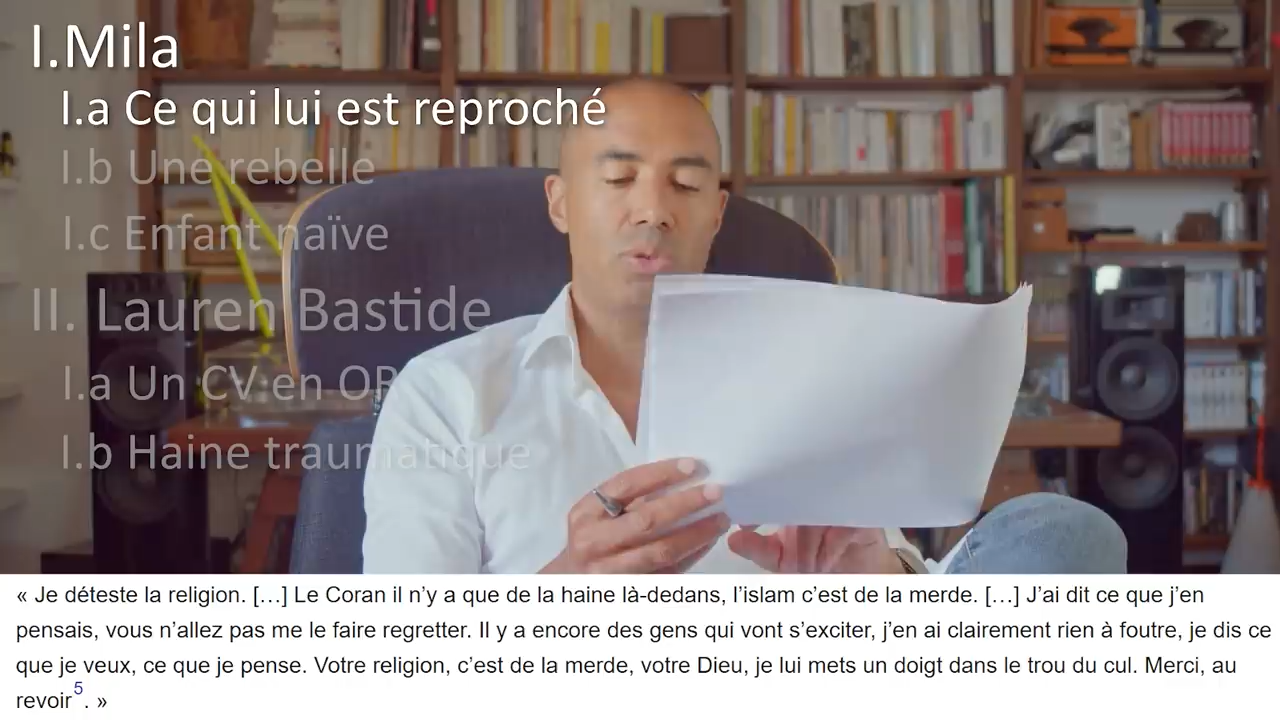 I.Mila
I.a Ce qui lui est reproché
I.b Une rebelle
I.c Enfant naïve
II. Lauren Bastide
I.a Un CV en OR
I.b Haine traumatique
« Je déteste la religion. […] Le Coran il n’y a que de la haine là-dedans, l’islam c’est de la merde. […] J’ai dit ce que j’en
pensais, vous n’allez pas me le faire regretter. Il y a encore des gens qui vont s’exciter, j’en ai clairement rien à foutre, je dis ce
que je veux, ce que je pense. Votre religion, c’est de la merde, votre Dieu, je lui mets un doigt dans le trou du cul. Merci, au
revoir5. »